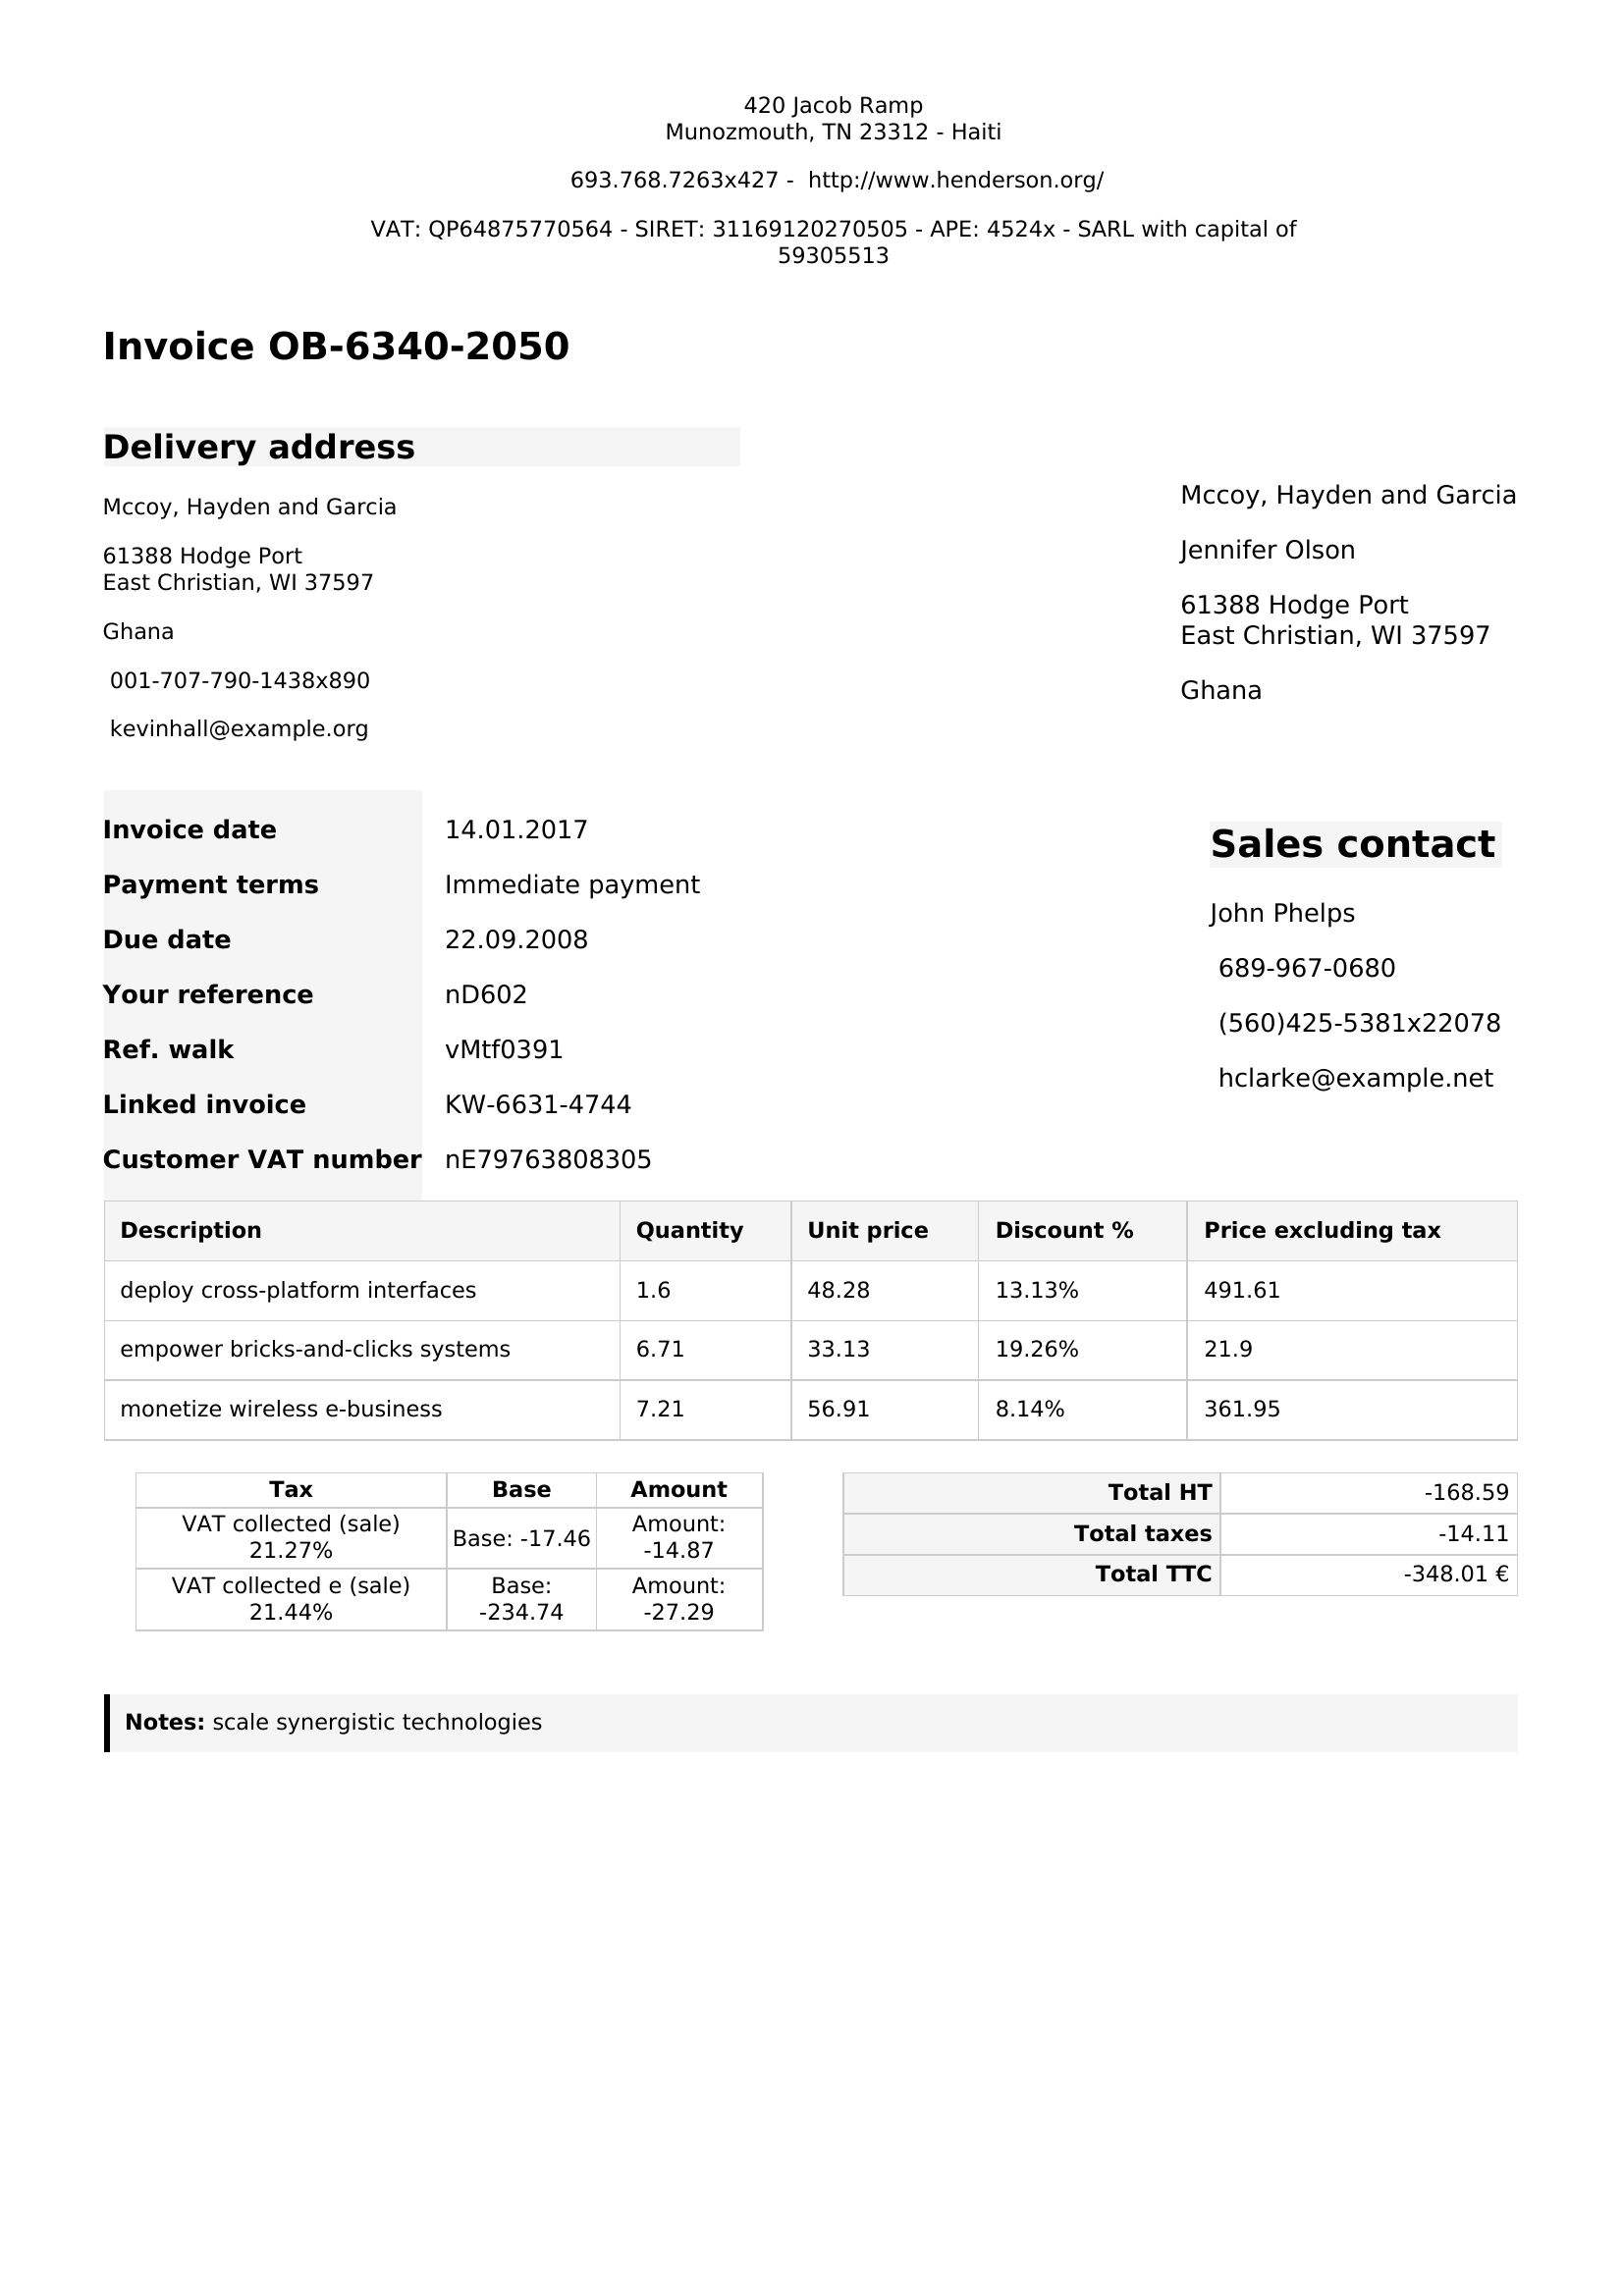 420 Jacob Ramp
Munozmouth, TN 23312 - Haiti
693.768.7263x427 - http://www.henderson.org/
VAT: QP64875770564 - SIRET: 31169120270505 - APE: 4524x - SARL with capital of
59305513
Invoice OB-6340-2050
Delivery address
Mccoy, Hayden and Garcia
61388 Hodge Port
East Christian, WI 37597
Ghana
001-707-790-1438x890
kevinhall@example.org
Mccoy, Hayden and Garcia
Jennifer Olson
61388 Hodge Port
East Christian, WI 37597
Ghana
Invoice date 14.01.2017
Payment terms Immediate payment
Due date 22.09.2008
Your reference nD602
Ref. walk vMtf0391
Linked invoice KW-6631-4744
Customer VAT number nE79763808305
Sales contact
John Phelps
689-967-0680
(560)425-5381x22078
hclarke@example.net
Description Quantity Unit price Discount % Price excluding tax
deploy cross-platform interfaces 1.6 48.28 13.13% 491.61
empower bricks-and-clicks systems 6.71 33.13 19.26% 21.9
monetize wireless e-business 7.21 56.91 8.14% 361.95
Tax Base Amount
VAT collected (sale) 21.27% Base: -17.46 Amount: -14.87
VAT collected e (sale) 21.44% Base: -234.74 Amount: -27.29
Total HT -168.59
Total taxes -14.11
Total TTC -348.01 €
Notes: scale synergistic technologies